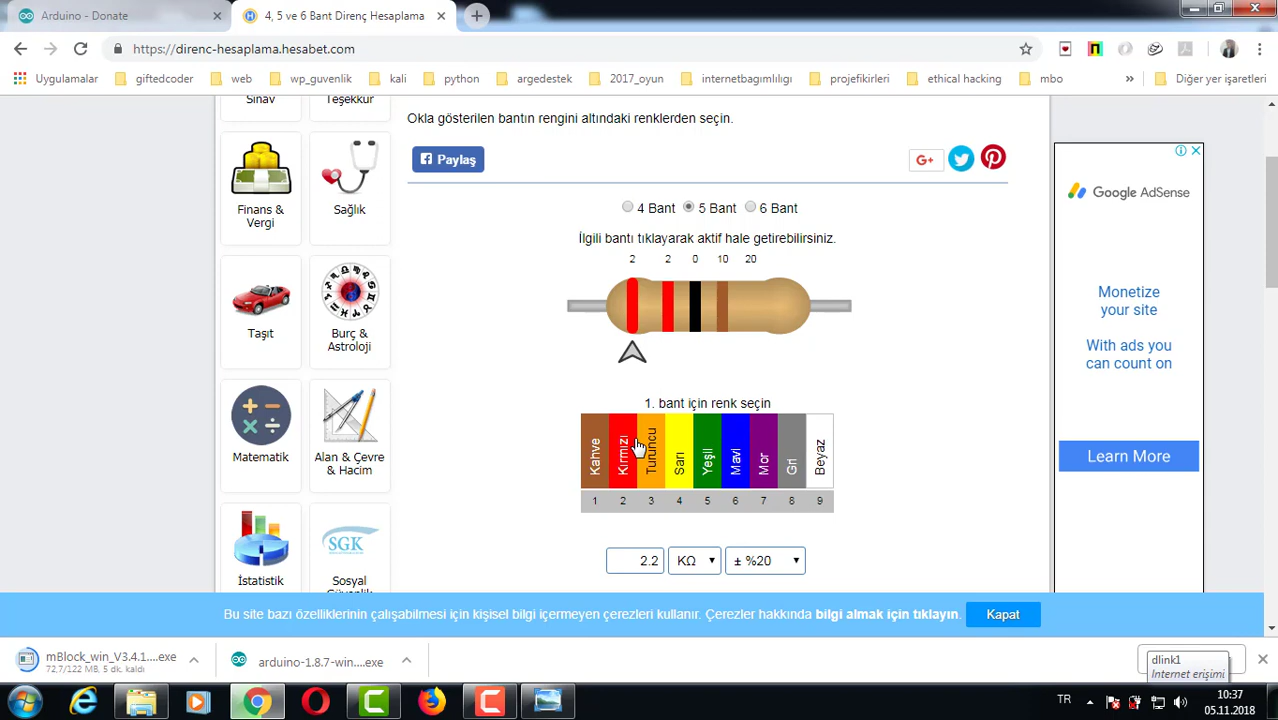 Arduino - Donate
4, 5 ve 6 Bant Direnç Hesaplama
https://direnc-hesaplama.hesabet.com
Uygulamalar
giftedcoder
web
wp_guvenlik
kali
python
argedestek
2017_oyun
internetbagımlılıgı
projefikirleri
ethical hacking
mbo
»
Diğer yer işaretleri
Sınav
Teşekkür
Finans &
Vergi
Sağlık
Taşıt
Burç &
Astroloji
Matematik
Alan & Çevre
& Hacim
İstatistik
SGK
Sosyal
Okla gösterilen bantın rengini altındaki renklerden seçin.
Paylaş
G+
4 Bant
5 Bant
6 Bant
İlgili bantı tıklayarak aktif hale getirebilirsiniz.
2 2 0 10 20
1. bant için renk seçin
Kahve
Kırmızı
Turuncu
Sarı
Yeşil
Mavi
Mor
Gri
Beyaz
1 2 3 4 5 6 7 8 9
2.2
KΩ
± %20
Google AdSense
Monetize
your site
With ads you
can count on
Learn More
Bu site bazı özelliklerinin çalışabilmesi için kişisel bilgi içermeyen çerezleri kullanır. Çerezler hakkında bilgi almak için tıklayın.
Kapat
mBlock_win_V3.4.1....exe
72,7/122 MB, 5 dk. kaldı
arduino-1.8.7-win....exe
dlink1
İnternet erişimi
TR
10:37
05.11.2018